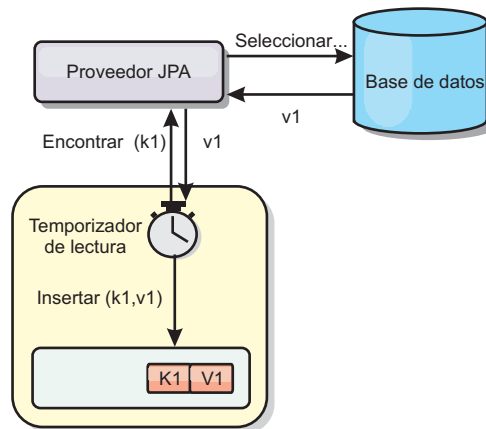 Seleccionar...
Proveedor JPA
Base de datos
v1
Encontrar (k1)
v1
Temporizador
de lectura
Insertar (k1,v1)
K1
V1